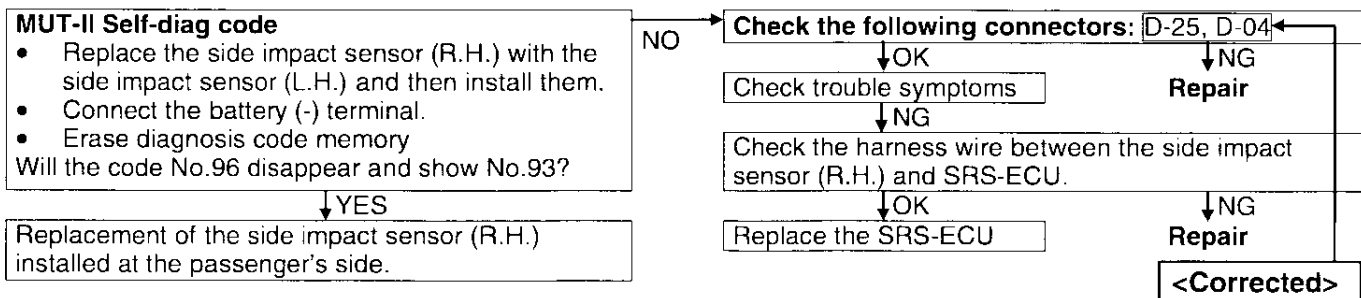 MUT-II Self-diag code
• Replace the side impact sensor (R.H.) with the
side impact sensor (L.H.) and then install them.
• Connect the battery (-) terminal.
• Erase diagnosis code memory
Will the code No.96 disappear and show No.93?
YES
Replacement of the side impact sensor (R.H.)
installed at the passenger's side.
NO
Check the following connectors: D-25, D-04
OK
NG
Check trouble symptoms
Repair
NG
Check the harness wire between the side impact
sensor (R.H.) and SRS-ECU.
OK
NG
Replace the SRS-ECU
Repair
<Corrected>